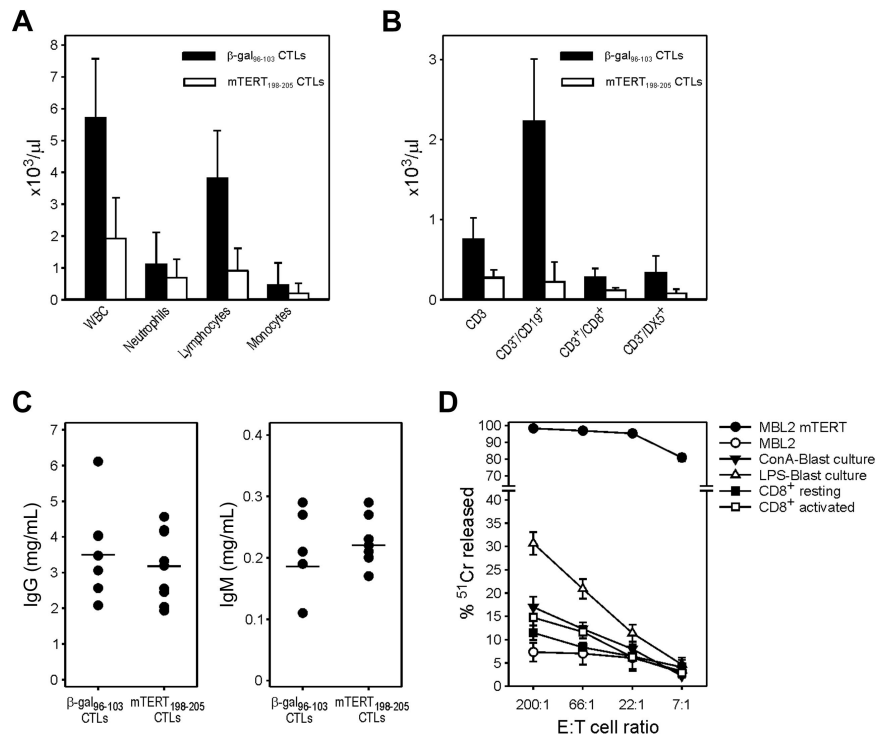 A
8
7
6
5
4
3
2
1
0
x10³/µl
β-gal₉₆₋₁₀₃ CTLs
mTERT₁₉₈₋₂₀₅ CTLs
WBC
Neutrophils
Lymphocytes
Monocytes
B
3
2
1
0
x10³/µl
β-gal₉₆₋₁₀₃ CTLs
mTERT₁₉₈₋₂₀₅ CTLs
CD3
CD3⁻/CD19⁺
CD3⁺/CD8⁺
CD3⁻/DX5⁺
C
7
6
5
4
3
2
1
0
IgG (mg/mL)
β-gal₉₆₋₁₀₃
CTLs
mTERT₁₉₈₋₂₀₅
CTLs
0.4
0.3
0.2
0.1
0
IgM (mg/mL)
β-gal₉₆₋₁₀₃
CTLs
mTERT₁₉₈₋₂₀₅
CTLs
D
100
90
80
70
60
40
35
30
25
20
15
10
5
0
% ⁵¹Cr released
200:1
66:1
22:1
7:1
E:T cell ratio
MBL2 mTERT
MBL2
ConA-Blast culture
LPS-Blast culture
CD8⁺ resting
CD8⁺ activated